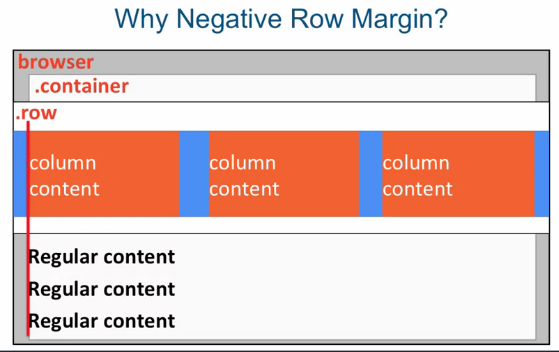 Why Negative Row Margin?
browser
.container
.row
column column column
content content content
Regular content
Regular content
Regular content